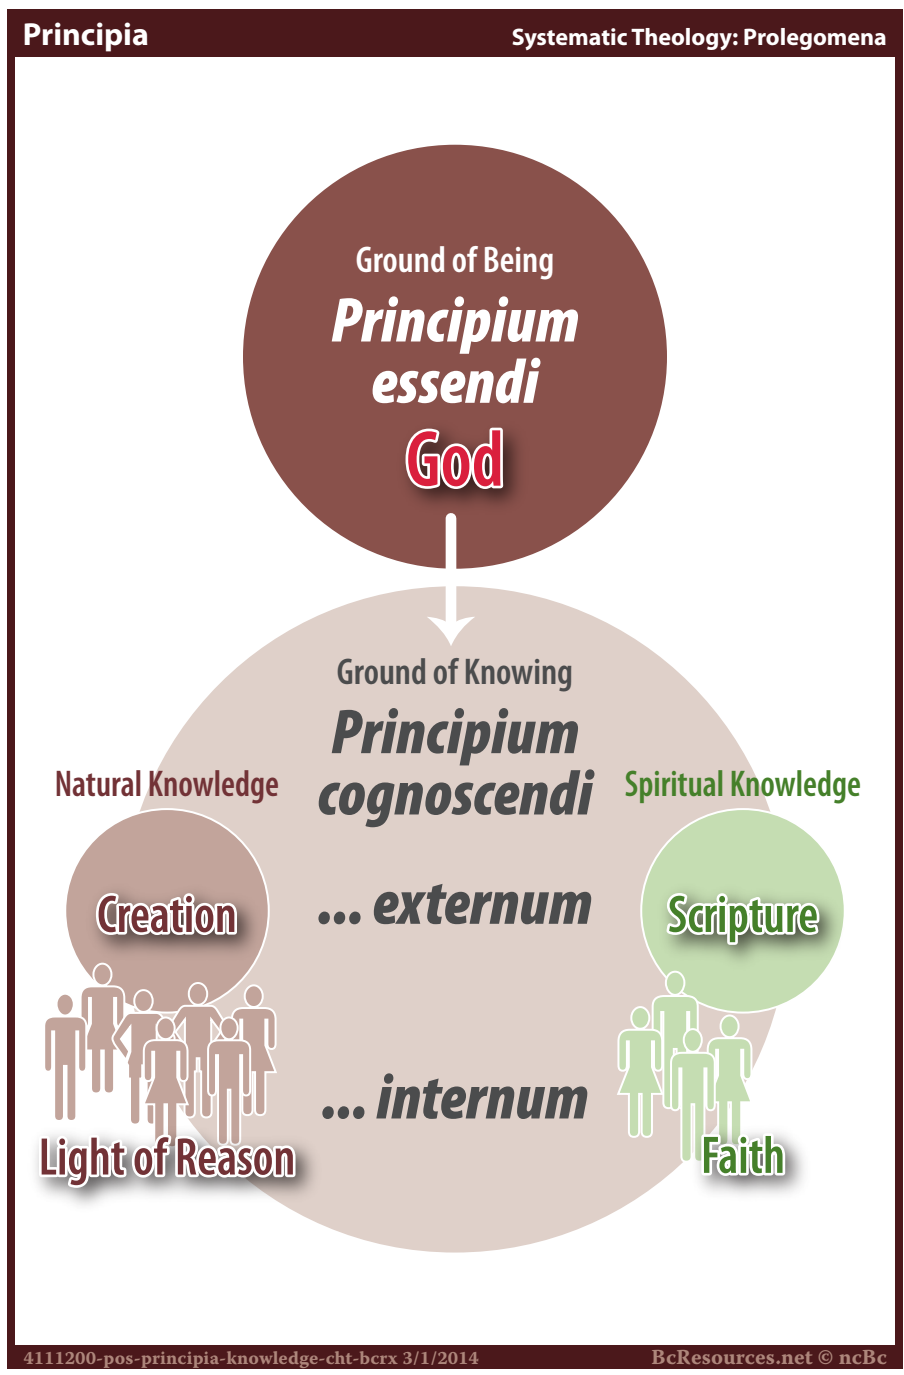 Principia
Systematic Theology: Prolegomena
Ground of Being
Principium
essendi
God
Ground of Knowing
Principium
cognoscendi
Natural Knowledge
Spiritual Knowledge
Creation
... externum
Scripture
... internum
Light of Reason
Faith
4111200-pos-principia-knowledge-cht-bcrx 3/1/2014
BcResources.net © ncBc